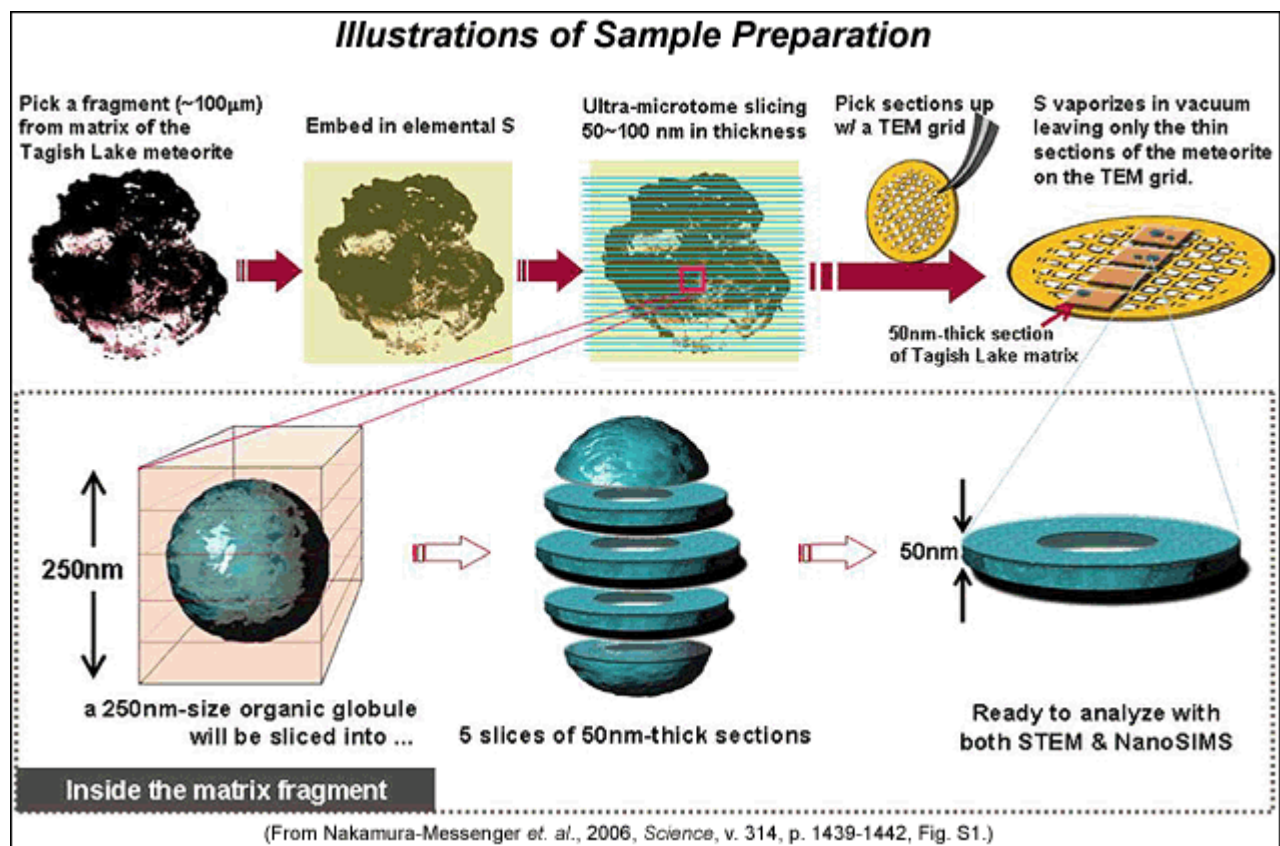 Illustrations of Sample Preparation
Pick a fragment (~100µm)
from matrix of the
Tagish Lake meteorite
Embed in elemental S
Ultra-microtome slicing
50~100 nm in thickness
Pick sections up
w/ a TEM grid
S vaporizes in vacuum
leaving only the thin
sections of the meteorite
on the TEM grid.
50nm-thick section
of Tagish Lake matrix
250nm
a 250nm-size organic globule
will be sliced into ...
5 slices of 50nm-thick sections
50nm
Ready to analyze with
both STEM & NanoSIMS
Inside the matrix fragment
(From Nakamura-Messenger et. al., 2006, Science, v. 314, p. 1439-1442, Fig. S1.)